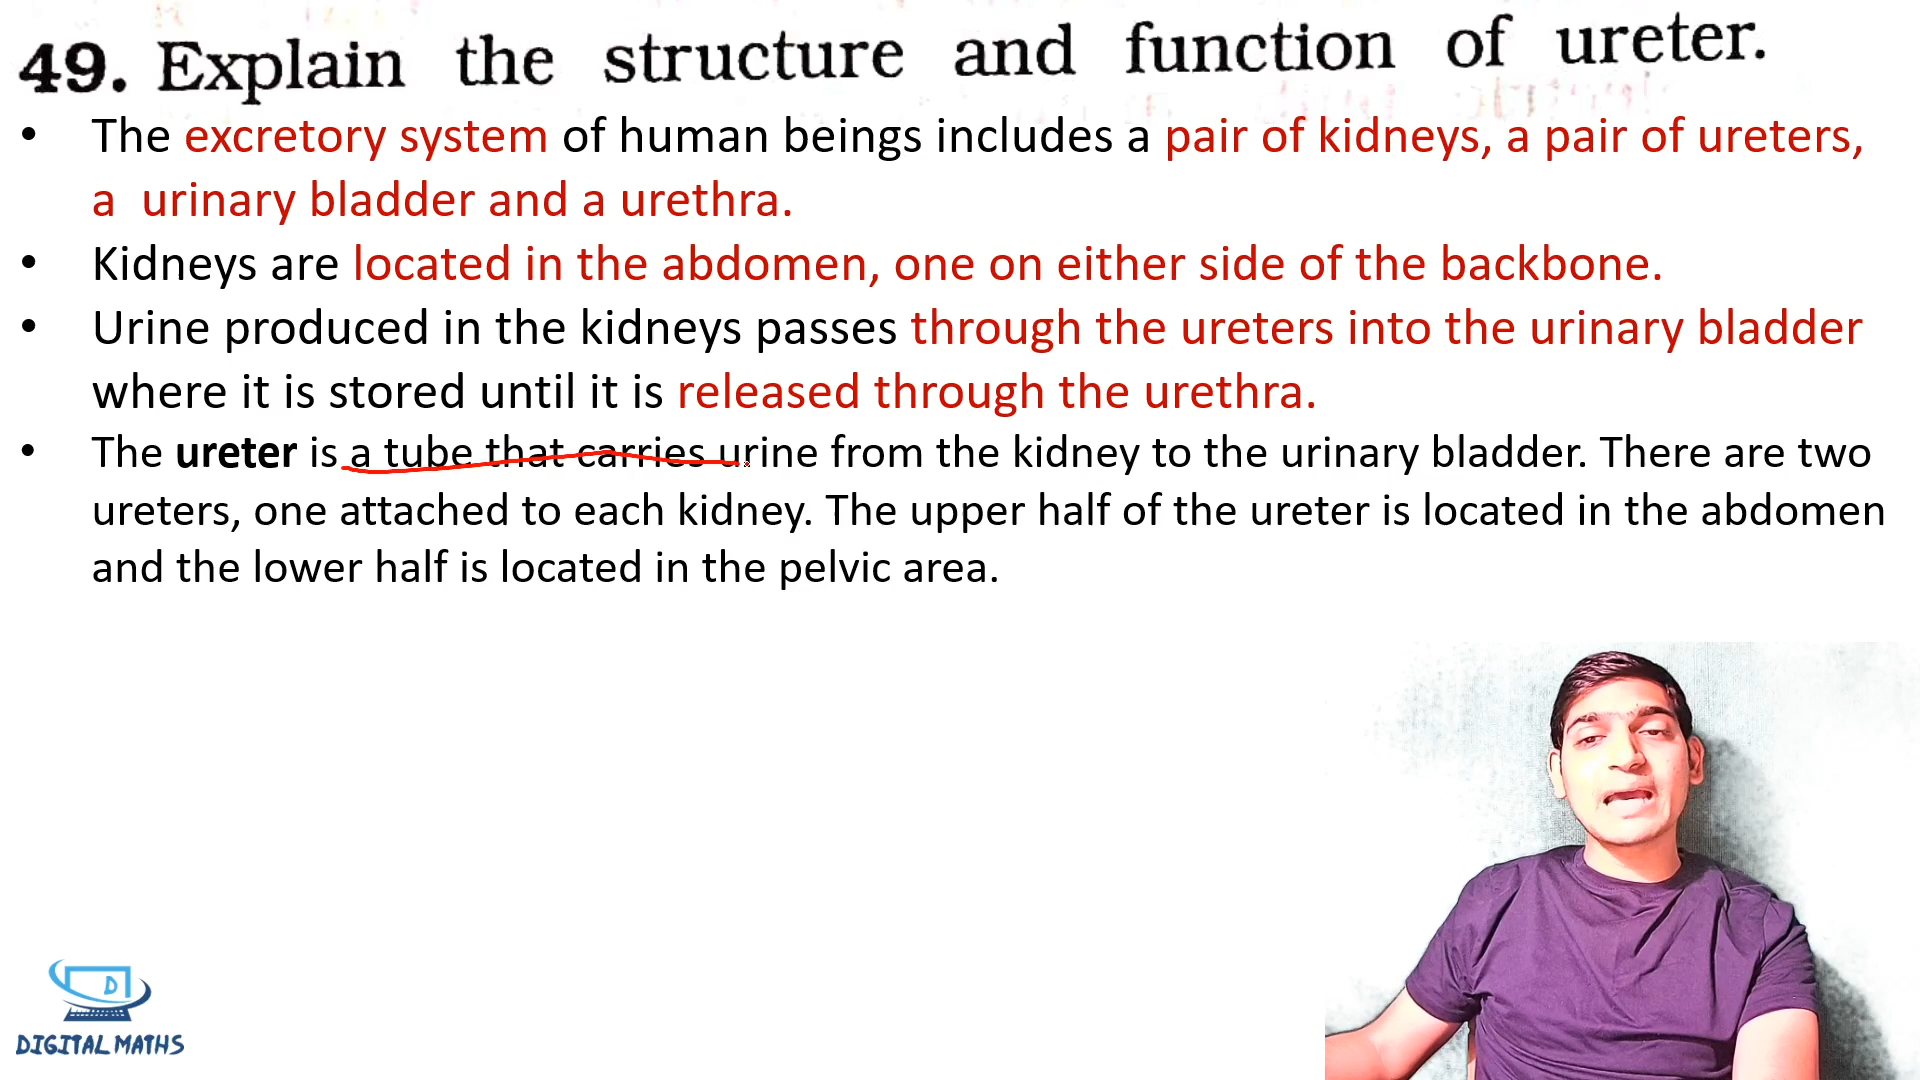 49. Explain the structure and function of ureter.
• The excretory system of human beings includes a pair of kidneys, a pair of ureters,
a urinary bladder and a urethra.
• Kidneys are located in the abdomen, one on either side of the backbone.
• Urine produced in the kidneys passes through the ureters into the urinary bladder
where it is stored until it is released through the urethra.
• The ureter is a tube that carries urine from the kidney to the urinary bladder. There are two
ureters, one attached to each kidney. The upper half of the ureter is located in the abdomen
and the lower half is located in the pelvic area.
D
DIGITAL MATHS